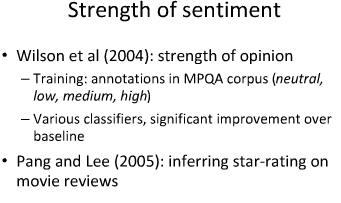 Strength of sentiment
• Wilson et al (2004): strength of opinion
– Training: annotations in MPQA corpus (neutral,
low, medium, high)
– Various classifiers, significant improvement over
baseline
• Pang and Lee (2005): inferring star-rating on
movie reviews